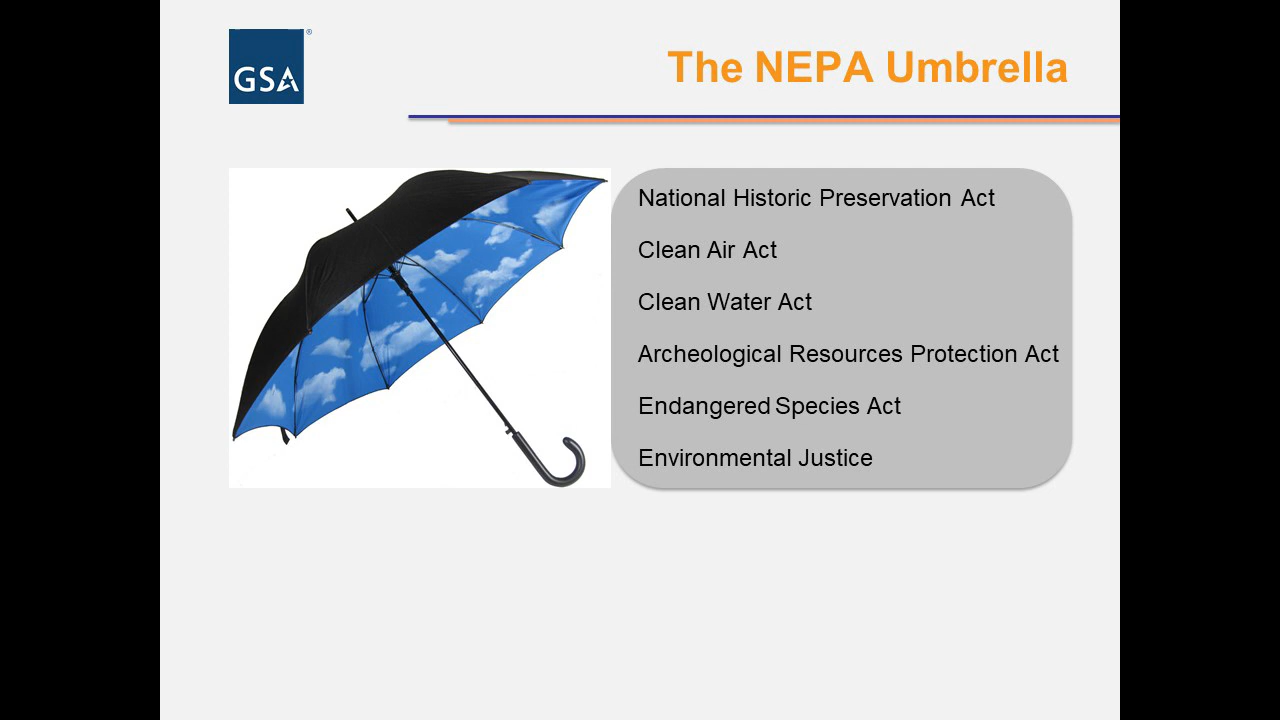 GSA
®
The NEPA Umbrella
National Historic Preservation Act
Clean Air Act
Clean Water Act
Archeological Resources Protection Act
Endangered Species Act
Environmental Justice